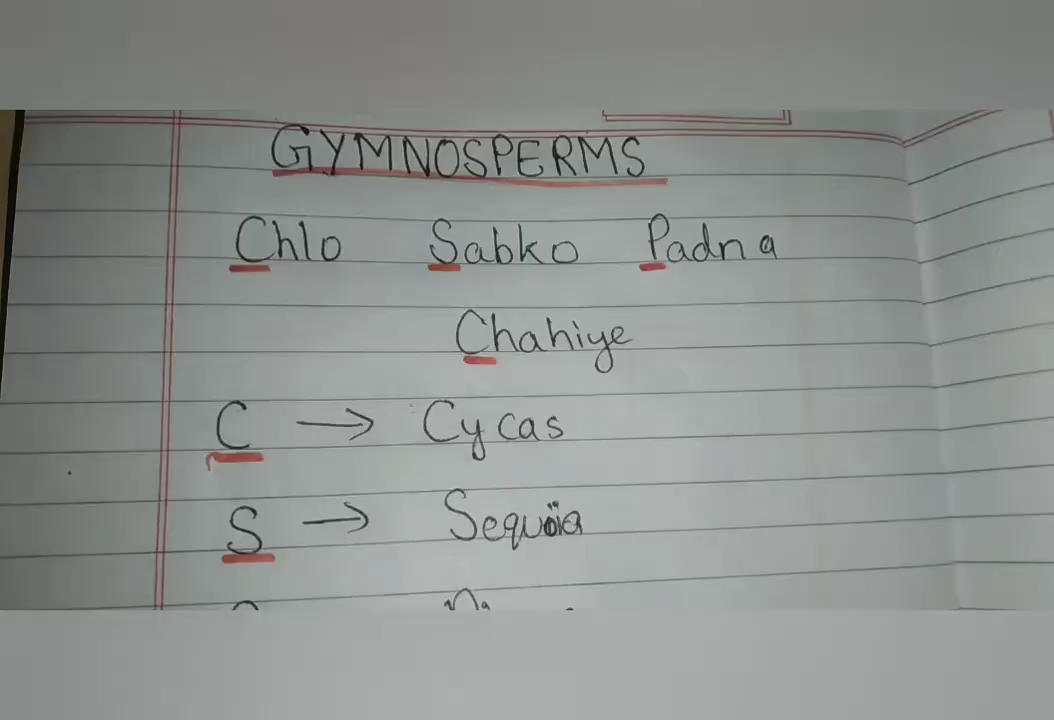 GYMNOSPERMS
Chlo Sabko Padna
Chahiye
C → Cycas
S → Sequoia